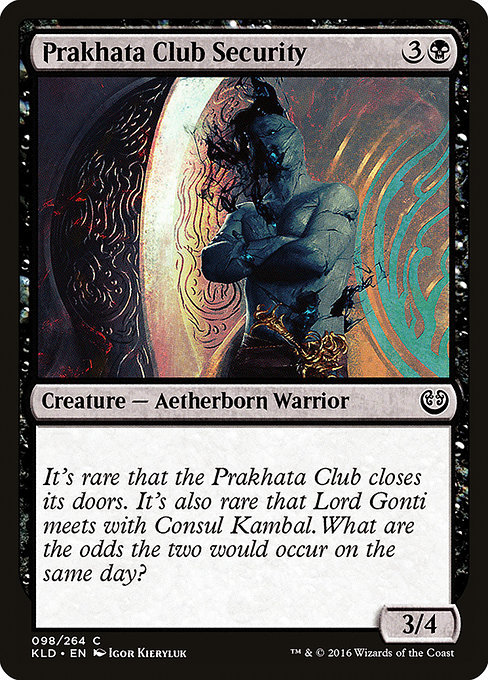 Prakhata Club Security 3
Creature — Aetherborn Warrior
It's rare that the Prakhata Club closes
its doors. It's also rare that Lord Gonti
meets with Consul Kambal. What are
the odds the two would occur on the
same day?
3/4
098/264 C
KLD • EN Igor Kieryluk
™ & © 2016 Wizards of the Coast